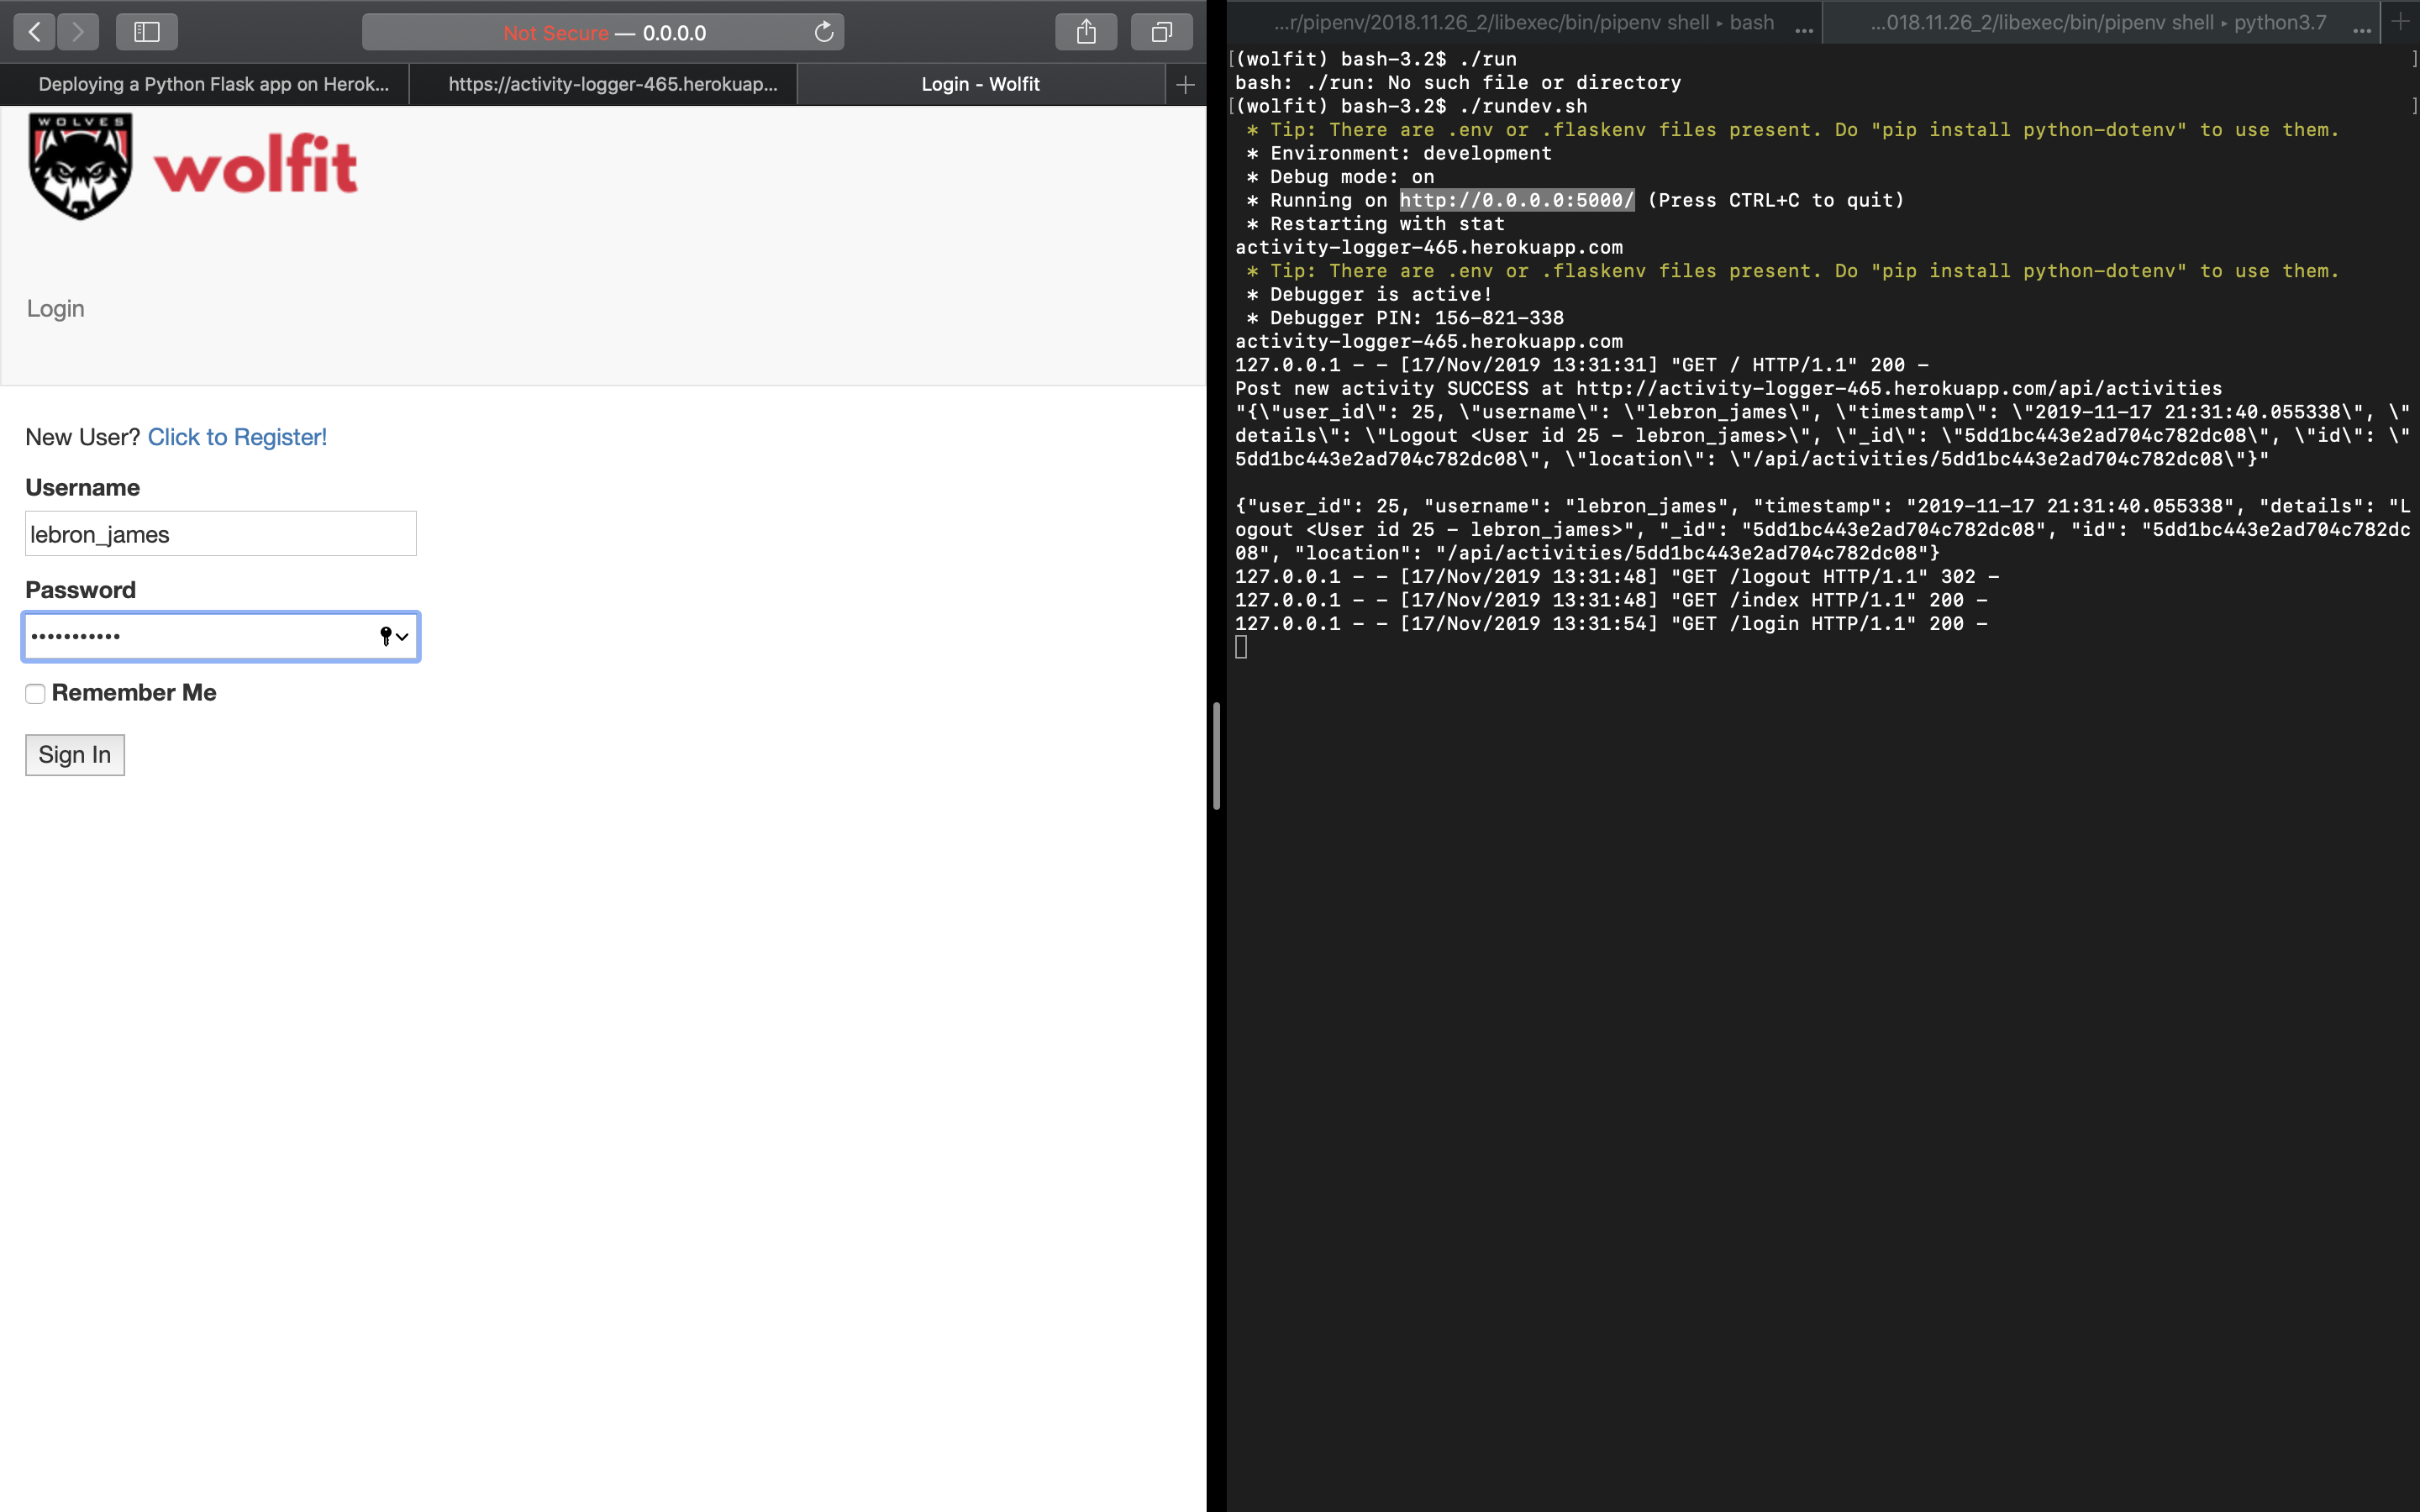 Not Secure — 0.0.0.0
Deploying a Python Flask app on Herok...
https://activity-logger-465.herokuap...
Login - Wolfit
WOLVES
wolfit
Login
New User? Click to Register!
Username
lebron_james
Password
•••••••••••
Remember Me
Sign In
...r/pipenv/2018.11.26_2/libexec/bin/pipenv shell ▸ bash ...
...018.11.26_2/libexec/bin/pipenv shell ▸ python3.7 ...
[(wolfit) bash-3.2$ ./run ]
bash: ./run: No such file or directory
[(wolfit) bash-3.2$ ./rundev.sh ]
* Tip: There are .env or .flaskenv files present. Do "pip install python-dotenv" to use them.
* Environment: development
* Debug mode: on
* Running on http://0.0.0.0:5000/ (Press CTRL+C to quit)
* Restarting with stat
activity-logger-465.herokuapp.com
* Tip: There are .env or .flaskenv files present. Do "pip install python-dotenv" to use them.
* Debugger is active!
* Debugger PIN: 156-821-338
activity-logger-465.herokuapp.com
127.0.0.1 - - [17/Nov/2019 13:31:31] "GET / HTTP/1.1" 200 -
Post new activity SUCCESS at http://activity-logger-465.herokuapp.com/api/activities
"{\"user_id\": 25, \"username\": \"lebron_james\", \"timestamp\": \"2019-11-17 21:31:40.055338\", \"
details\": \"Logout <User id 25 - lebron_james>\", \"_id\": \"5dd1bc443e2ad704c782dc08\", \"id\": \"
5dd1bc443e2ad704c782dc08\", \"location\": \"/api/activities/5dd1bc443e2ad704c782dc08\"}"
{"user_id": 25, "username": "lebron_james", "timestamp": "2019-11-17 21:31:40.055338", "details": "L
ogout <User id 25 - lebron_james>", "_id": "5dd1bc443e2ad704c782dc08", "id": "5dd1bc443e2ad704c782dc
08", "location": "/api/activities/5dd1bc443e2ad704c782dc08"}
127.0.0.1 - - [17/Nov/2019 13:31:48] "GET /logout HTTP/1.1" 302 -
127.0.0.1 - - [17/Nov/2019 13:31:48] "GET /index HTTP/1.1" 200 -
127.0.0.1 - - [17/Nov/2019 13:31:54] "GET /login HTTP/1.1" 200 -